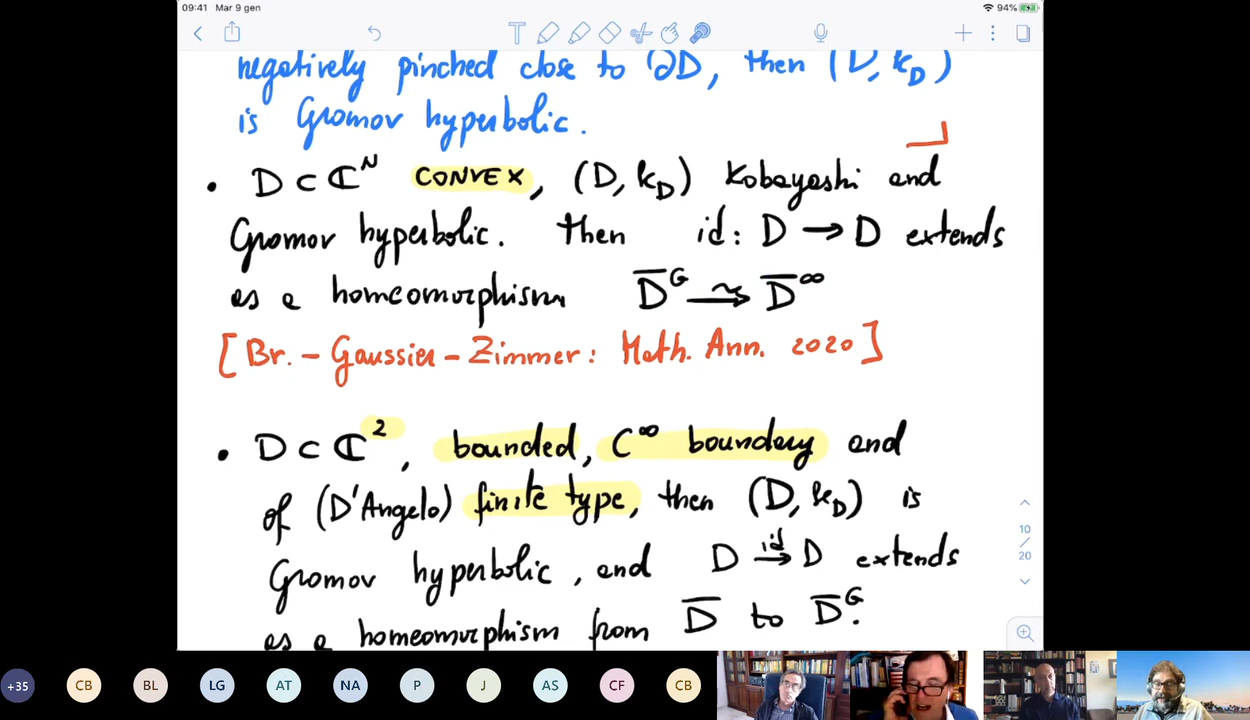 09:41 Mar 9 gen
94%
negatively pinched close to ∂D, then (D, k_D)
is Gromov hyperbolic.
• D ⊂ ℂ^N CONVEX, (D, k_D) Kobayashi and
Gromov hyperbolic. Then id: D → D extends
as a homeomorphism D̅^G ⥲ D̅^∞
[Br. - Gaussier - Zimmer: Math. Ann. 2020]
• D ⊂ ℂ^2, bounded, C^∞ boundary and
of (D'Angelo) finite type, then (D, k_D) is
Gromov hyperbolic, and D →^id D extends
as a homeomorphism from D̅ to D̅^G.
10
/
20
+35 CB BL LG AT NA P J AS CF CB